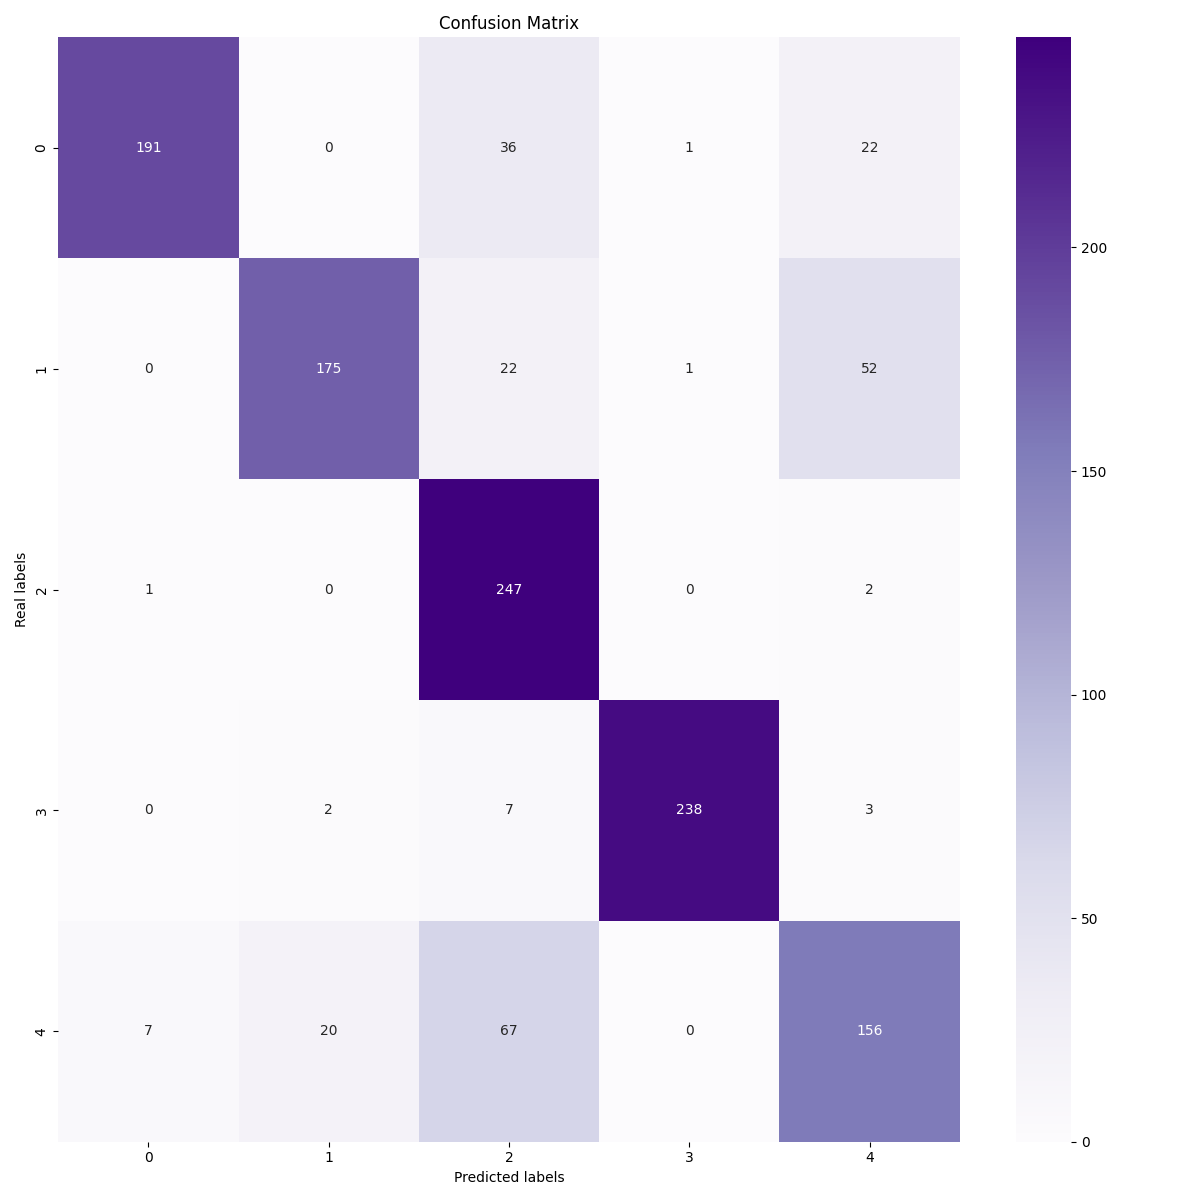 Confusion Matrix
0 191 0 36 1 22
200
1 0 175 22 1 52
150
Real labels
2 1 0 247 0 2
100
3 0 2 7 238 3
50
4 7 20 67 0 156
0
0 1 2 3 4
Predicted labels